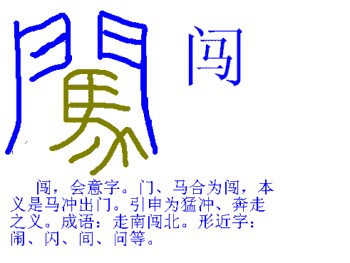 闯
闯，会意字。门、马合为闯，本
义是马冲出门。引申为猛冲、奔走
之义。成语：走南闯北。形近字：
闹、闪、间、问等。